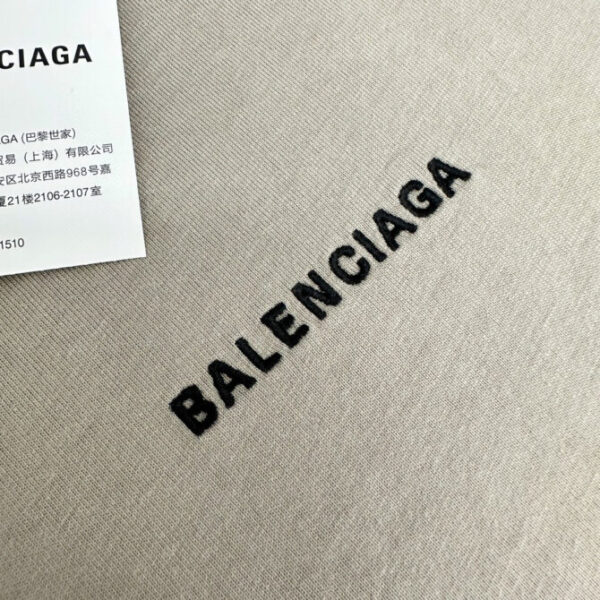 CIAGA
AGA (巴黎世家)
贸易（上海）有限公司
安区北京西路968号嘉
厦21楼2106-2107室
1510
BALENCIAGA